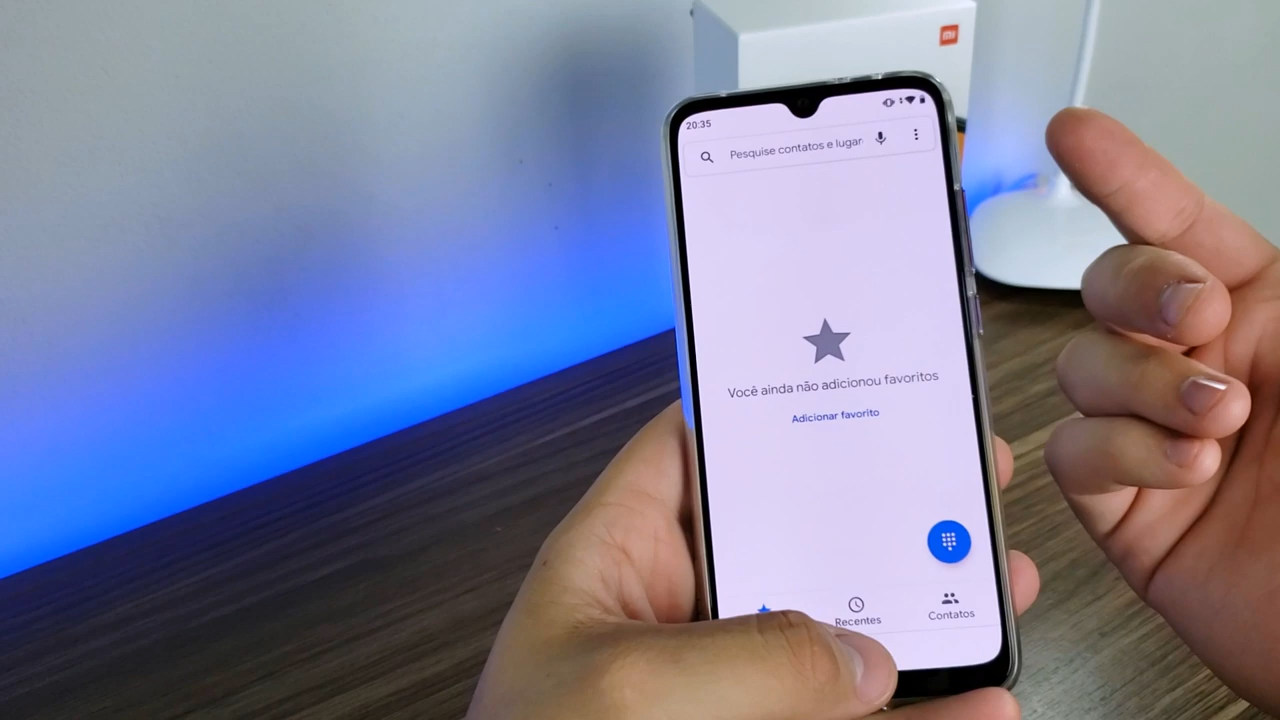 mi
20:35
Pesquise contatos e lugar
Você ainda não adicionou favoritos
Adicionar favorito
Recentes
Contatos